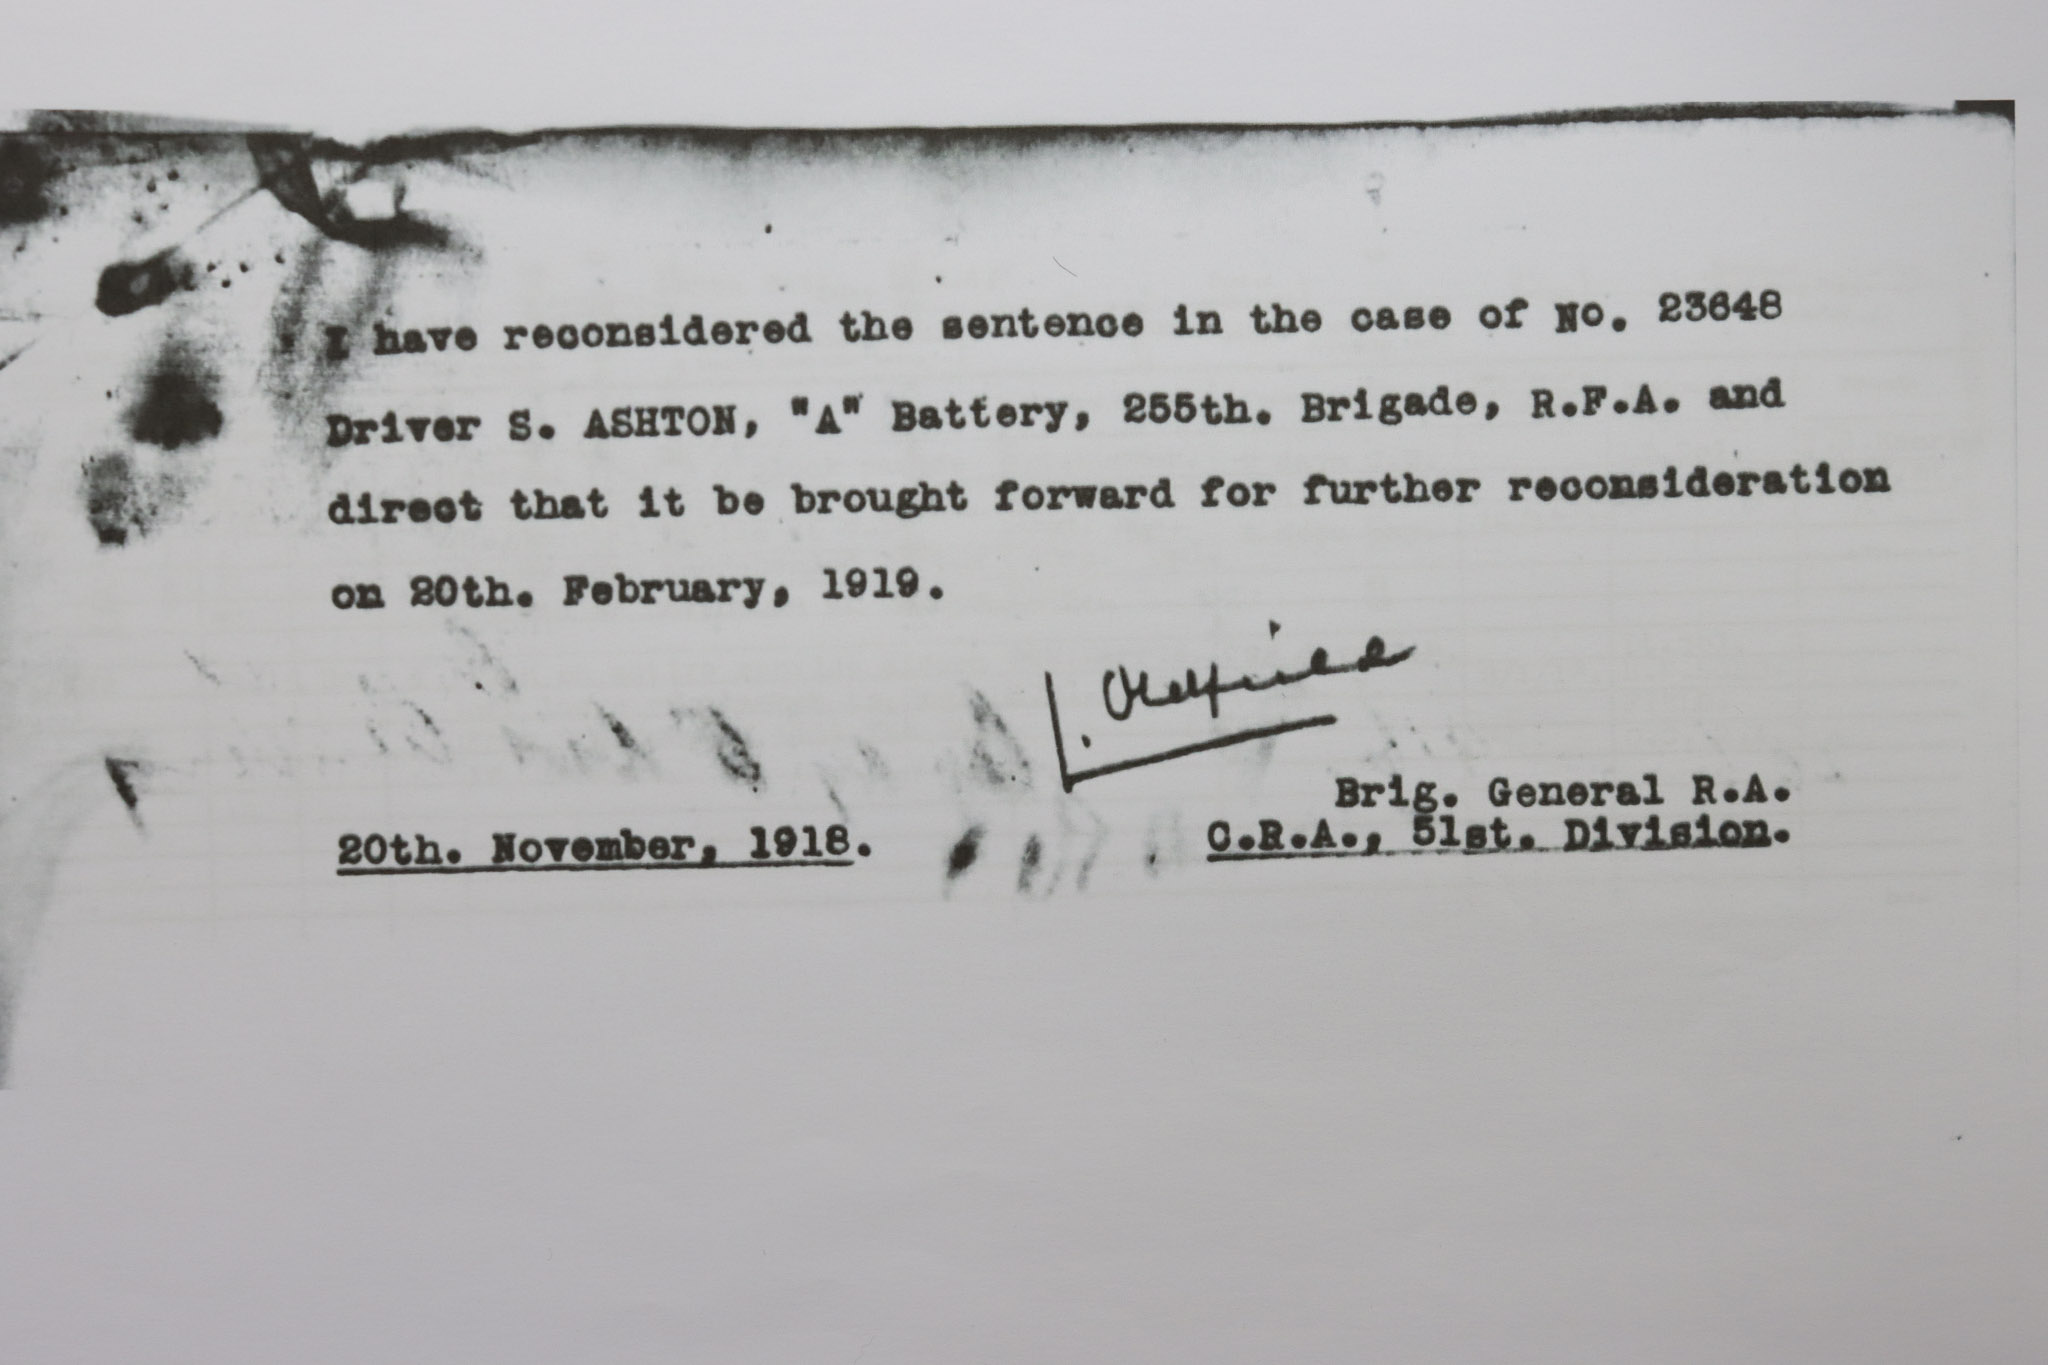 I have reconsidered the sentence in the case of No. 23648
Driver S. ASHTON, "A" Battery, 255th. Brigade, R.F.A. and
direct that it be brought forward for further reconsideration
on 20th. February, 1919.
L. Oldfield
Brig. General R.A.
20th. November, 1918.
C.R.A., 51st. Division.